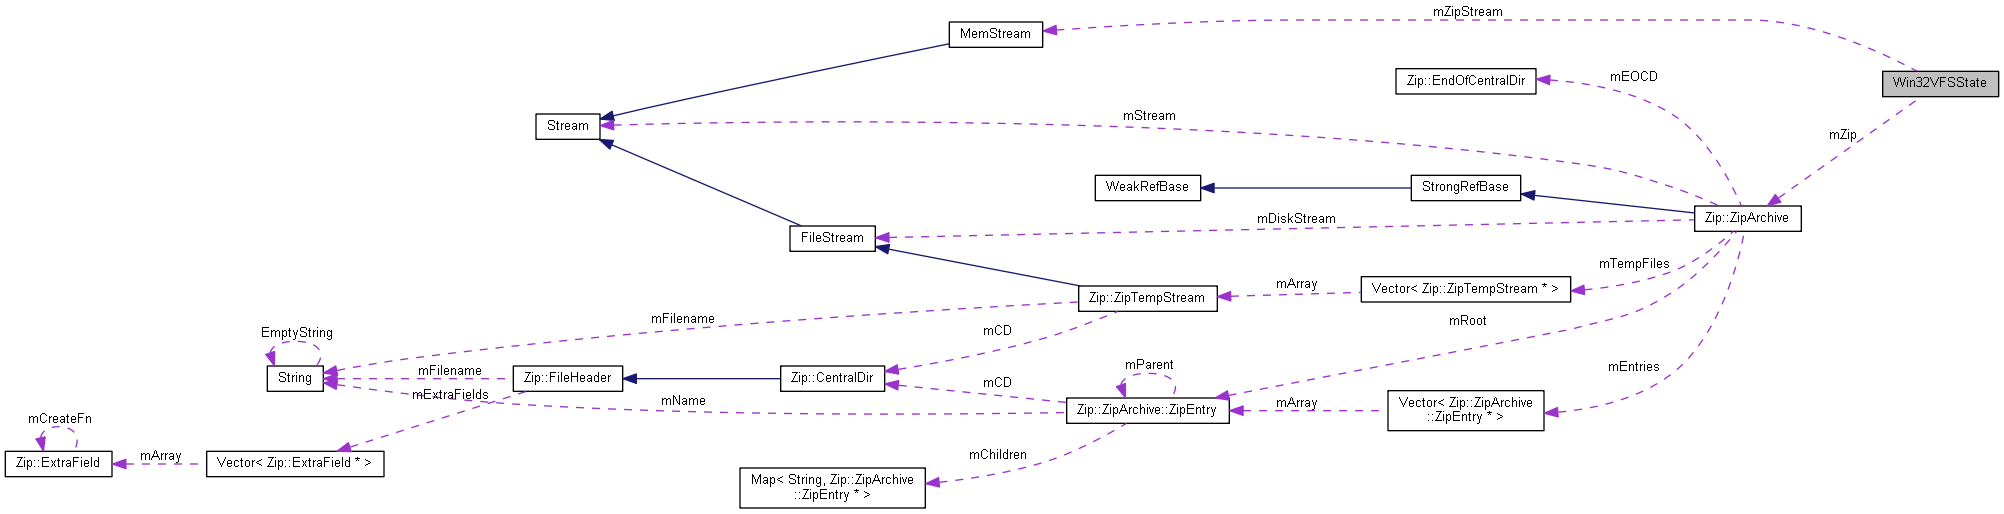 mZipStream
MemStream
mEOCD
Zip::EndOfCentralDir
Win32VFSState
mStream
Stream
mZip
WeakRefBase
StrongRefBase
Zip::ZipArchive
mDiskStream
FileStream
mTempFiles
mArray
Vector< Zip::ZipTempStream * >
Zip::ZipTempStream
mFilename
mRoot
EmptyString
mCD
mEntries
String
mFilename
Zip::FileHeader
Zip::CentralDir
mParent
mCD
mExtraFields
mName
Zip::ZipArchive::ZipEntry
mArray
Vector< Zip::ZipArchive
::ZipEntry * >
mCreateFn
Zip::ExtraField
mArray
Vector< Zip::ExtraField * >
mChildren
Map< String, Zip::ZipArchive
::ZipEntry * >